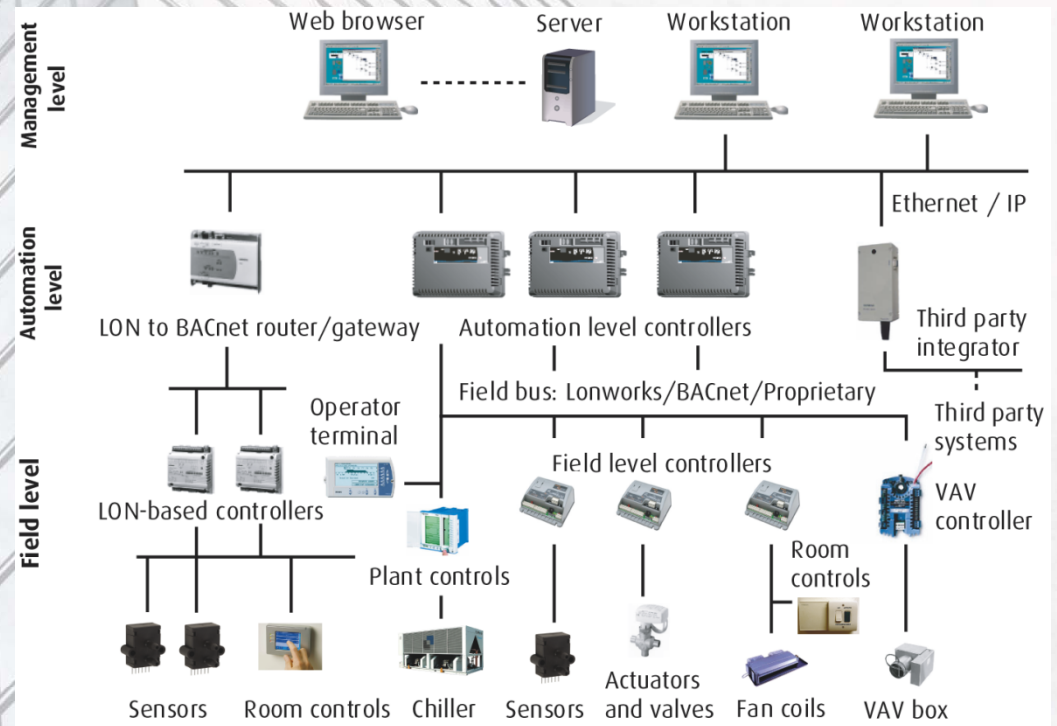 Management
level
Web browser
Server
Workstation
Workstation
Ethernet / IP
Automation
level
LON to BACnet router/gateway
Automation level controllers
Third party
integrator
Field bus: Lonworks/BACnet/Proprietary
Operator
terminal
Third party
systems
Field level
Field level controllers
LON-based controllers
VAV
controller
Plant controls
Room
controls
Sensors
Room controls
Chiller
Sensors
Actuators
and valves
Fan coils
VAV box